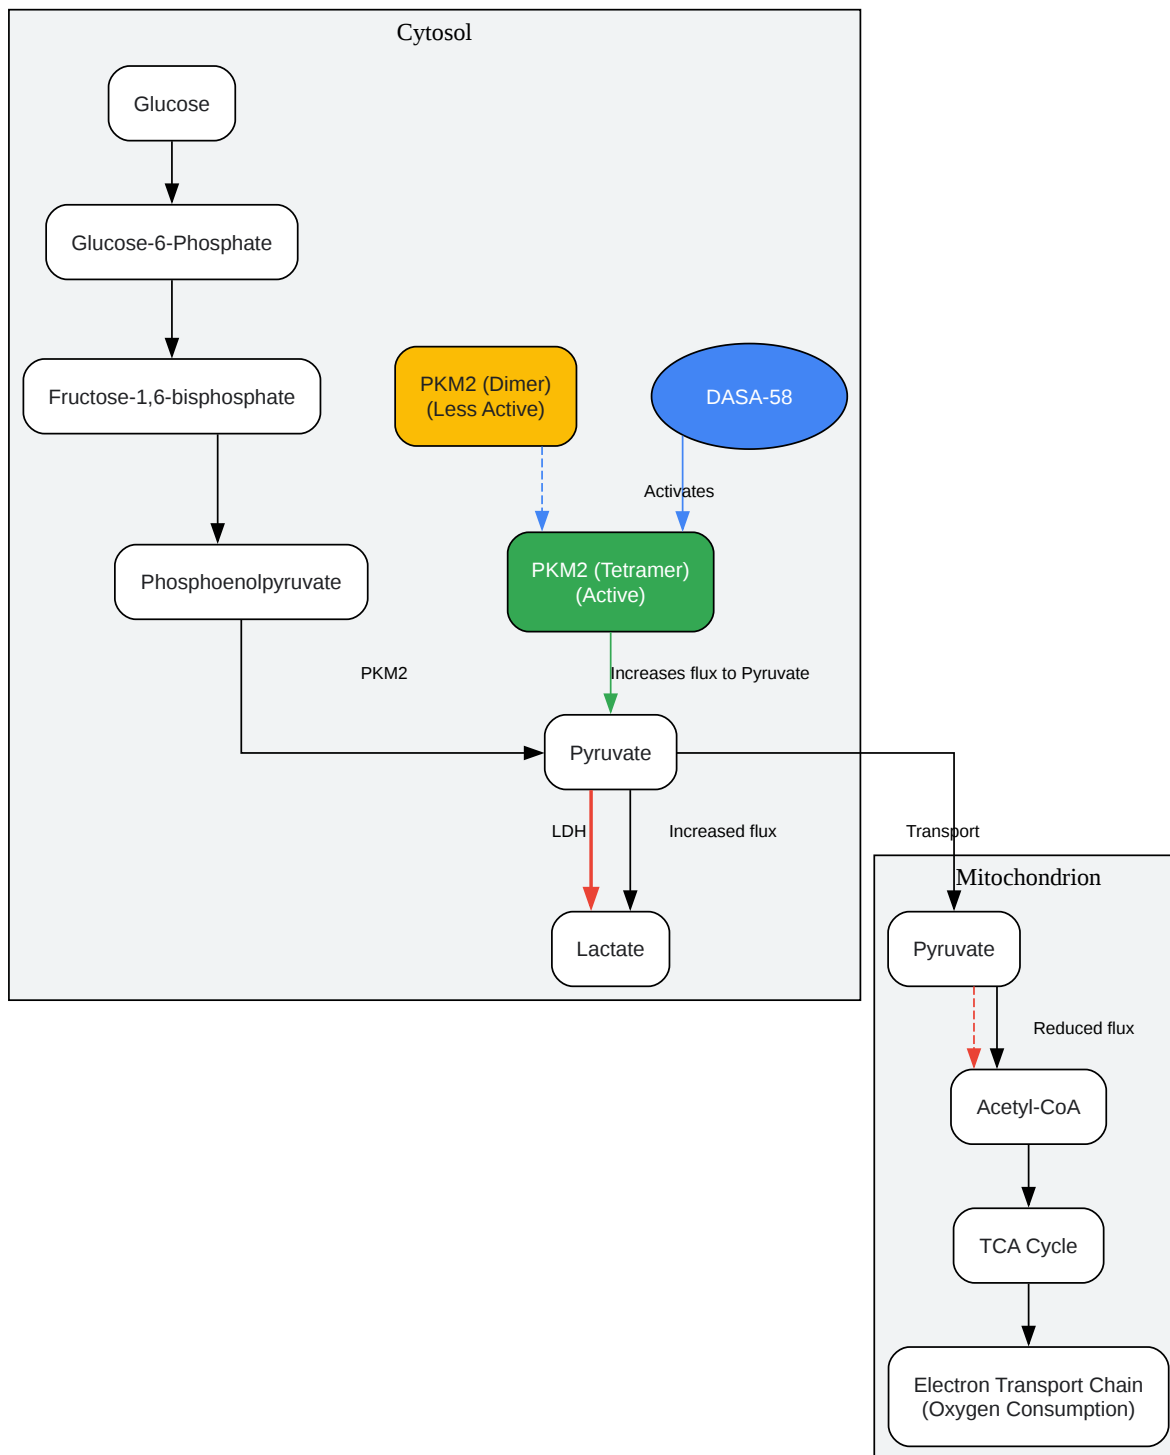 Cytosol
Glucose
Glucose-6-Phosphate
Fructose-1,6-bisphosphate
PKM2 (Dimer)
(Less Active)
DASA-58
Activates
Phosphoenolpyruvate
PKM2 (Tetramer)
(Active)
PKM2
Increases flux to Pyruvate
Pyruvate
LDH
Increased flux
Transport
Lactate
Mitochondrion
Pyruvate
Reduced flux
Acetyl-CoA
TCA Cycle
Electron Transport Chain
(Oxygen Consumption)